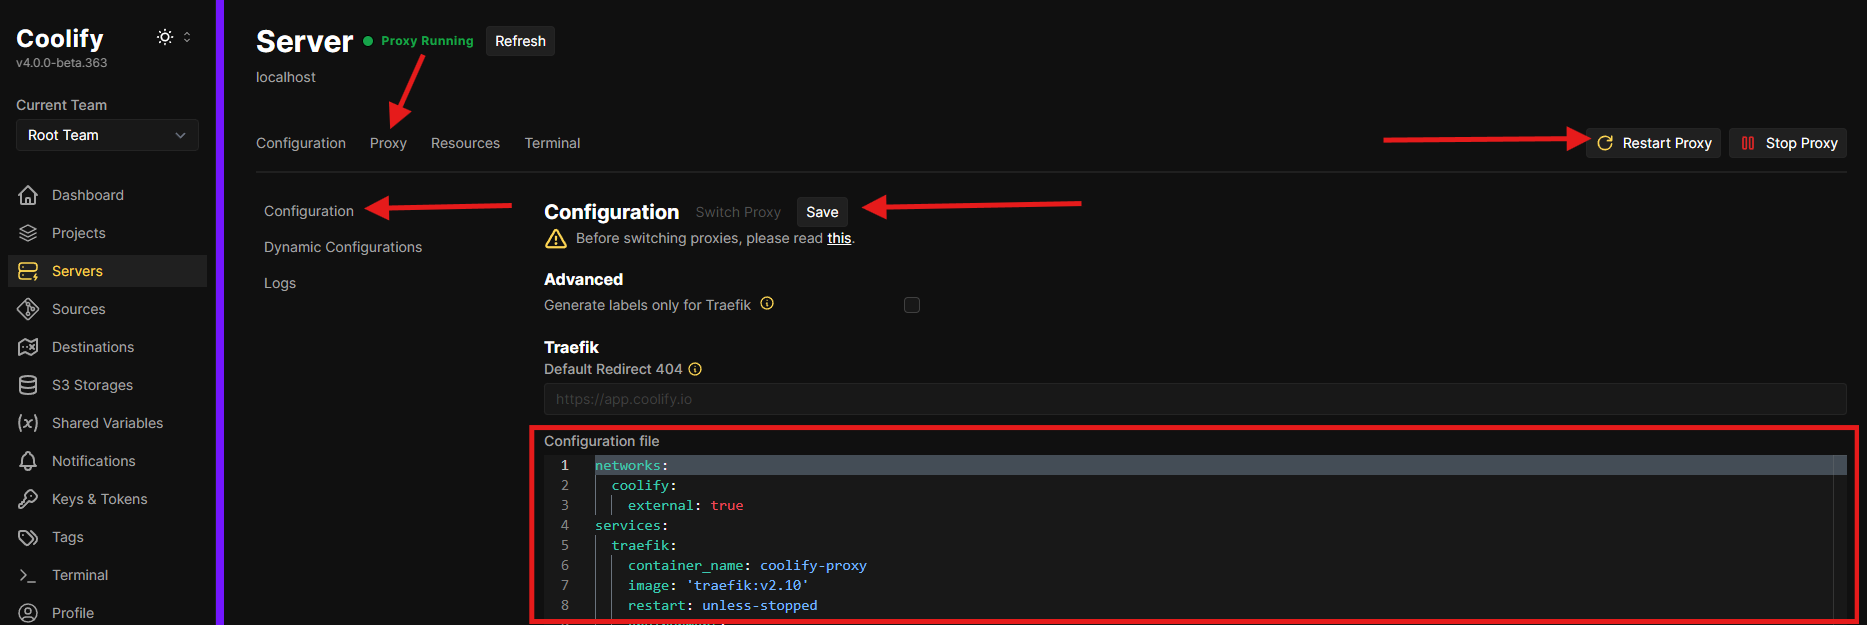 Coolify
v4.0.0-beta.363
Current Team
Root Team
Dashboard
Projects
Servers
Sources
Destinations
S3 Storages
Shared Variables
Notifications
Keys & Tokens
Tags
Terminal
Profile
Server Proxy Running Refresh
localhost
Configuration Proxy Resources Terminal Restart Proxy Stop Proxy
Configuration
Dynamic Configurations
Logs
Configuration Switch Proxy Save
Before switching proxies, please read this.
Advanced
Generate labels only for Traefik
Traefik
Default Redirect 404
https://app.coolify.io
Configuration file
1 networks:
2 coolify:
3 external: true
4 services:
5 traefik:
6 container_name: coolify-proxy
7 image: 'traefik:v2.10'
8 restart: unless-stopped